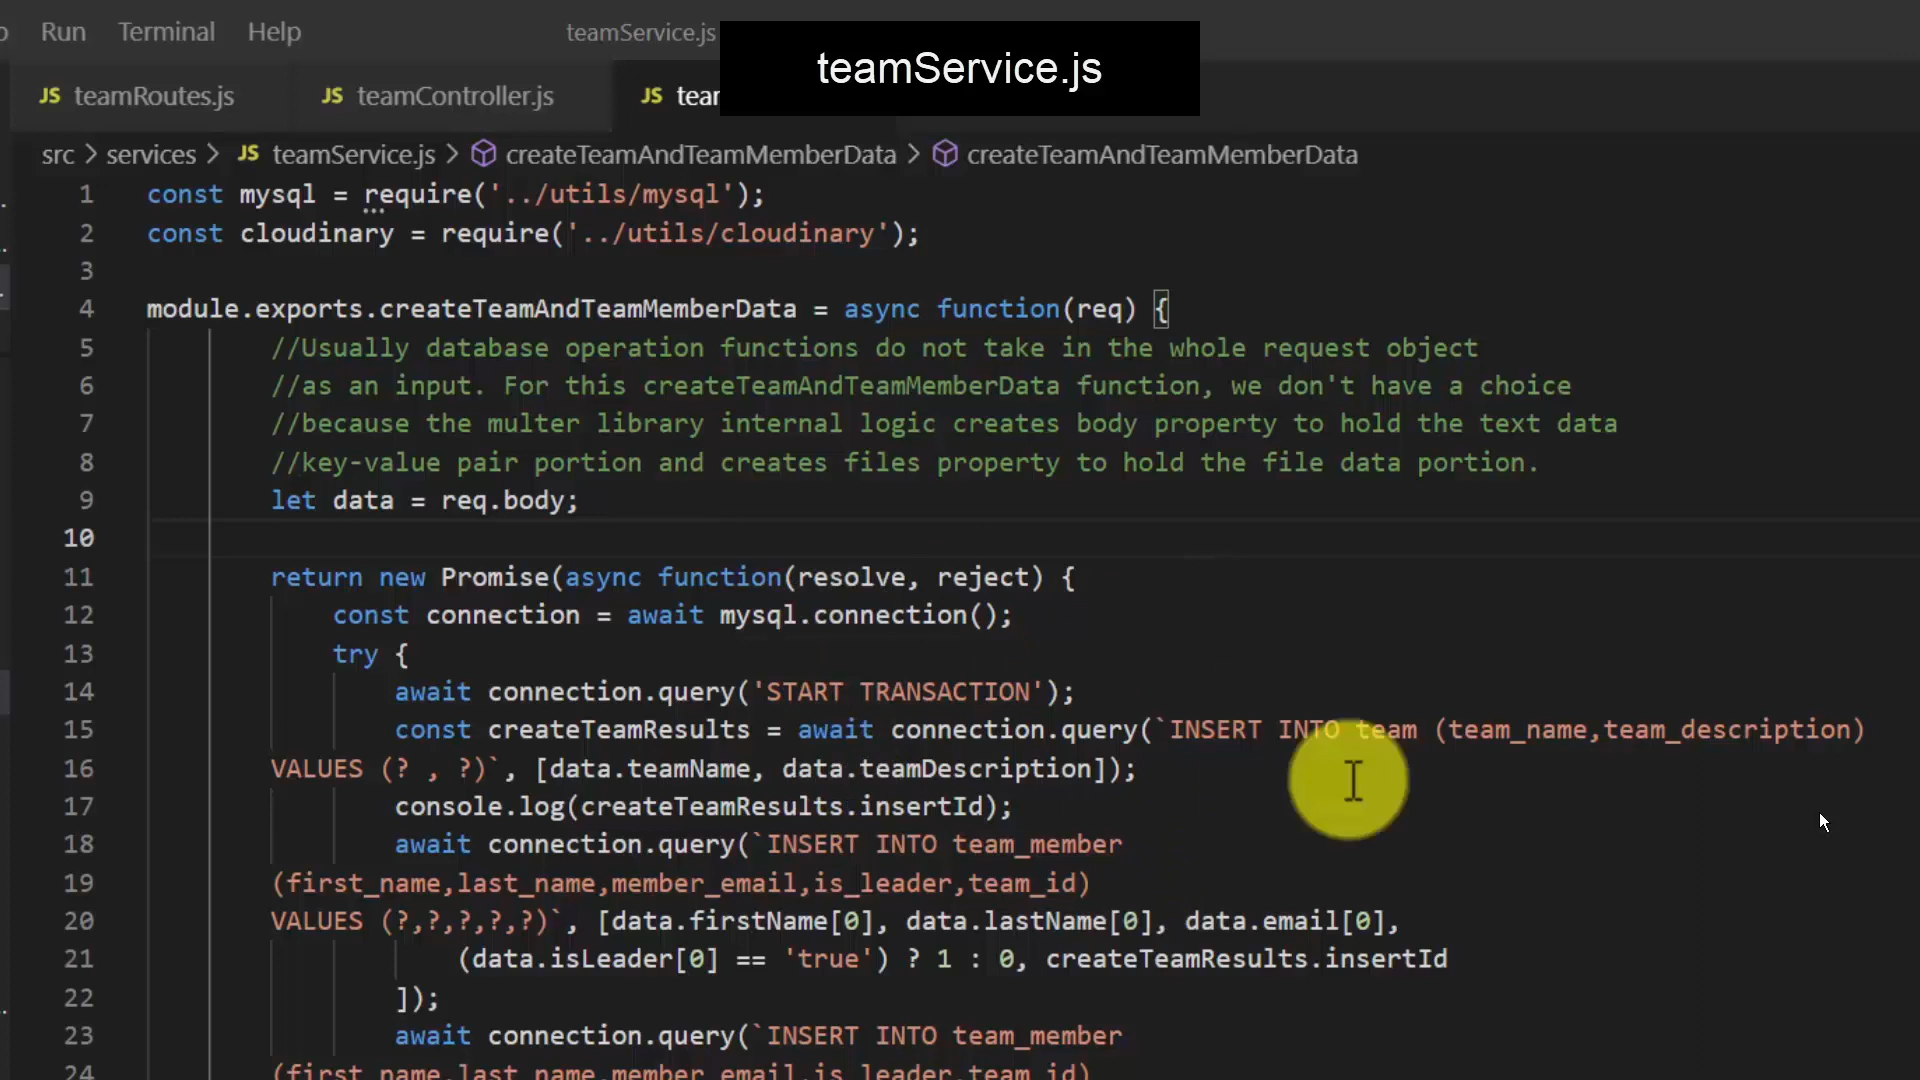 Run Terminal Help teamService.js
teamService.js
JS teamRoutes.js JS teamController.js JS
src > services > JS teamService.js > createTeamAndTeamMemberData > createTeamAndTeamMemberData
1 const mysql = require('../utils/mysql');
2 const cloudinary = require('../utils/cloudinary');
3
4 module.exports.createTeamAndTeamMemberData = async function(req) {
5 //Usually database operation functions do not take in the whole request object
6 //as an input. For this createTeamAndTeamMemberData function, we don't have a choice
7 //because the multer library internal logic creates body property to hold the text data
8 //key-value pair portion and creates files property to hold the file data portion.
9 let data = req.body;
10
11 return new Promise(async function(resolve, reject) {
12 const connection = await mysql.connection();
13 try {
14 await connection.query('START TRANSACTION');
15 const createTeamResults = await connection.query(`INSERT INTO team (team_name,team_description)
16 VALUES (? , ?)`, [data.teamName, data.teamDescription]);
17 console.log(createTeamResults.insertId);
18 await connection.query(`INSERT INTO team_member
19 (first_name,last_name,member_email,is_leader,team_id)
20 VALUES (?,?,?,?,?)`, [data.firstName[0], data.lastName[0], data.email[0],
21 (data.isLeader[0] == 'true') ? 1 : 0, createTeamResults.insertId
22 ]);
23 await connection.query(`INSERT INTO team_member
24 (first_name,last_name,member_email,is_leader,team_id)